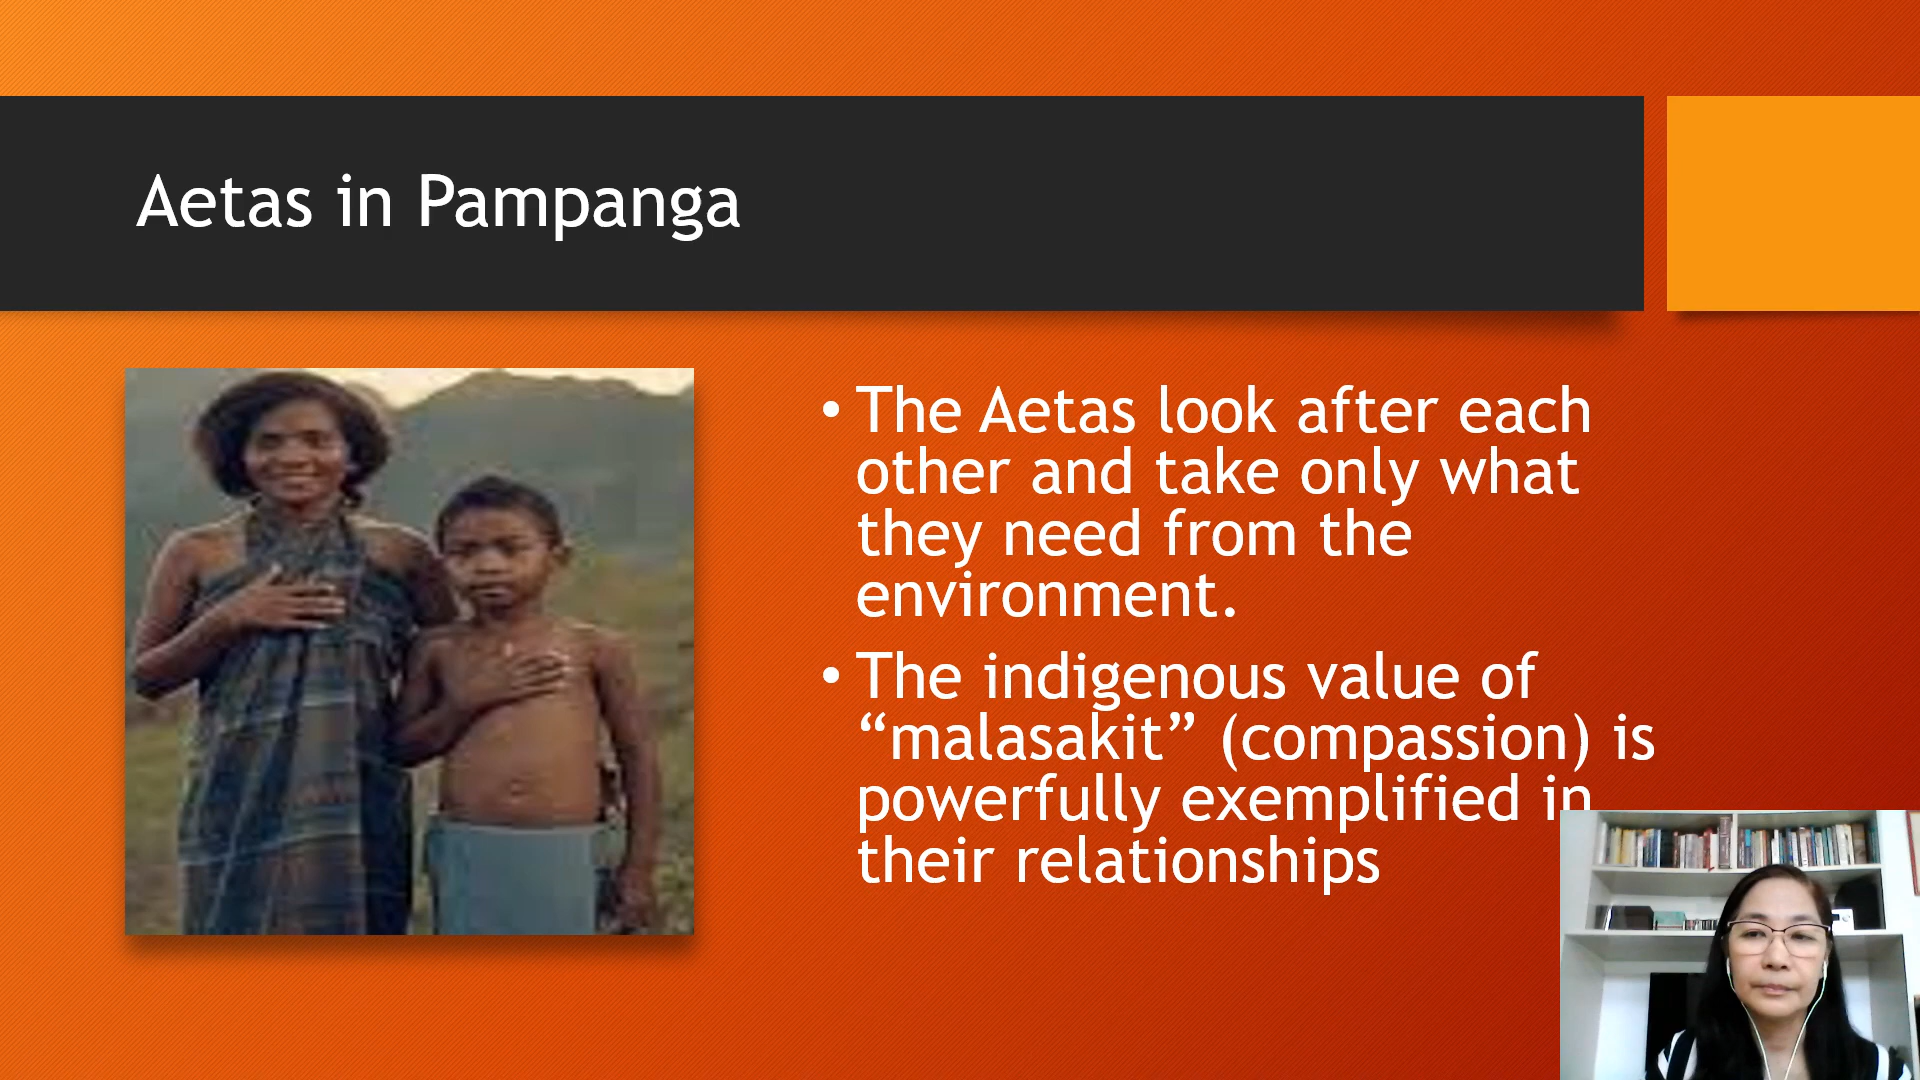 Aetas in Pampanga
• The Aetas look after each
other and take only what
they need from the
environment.
• The indigenous value of
“malasakit” (compassion) is
powerfully exemplified in
their relationships